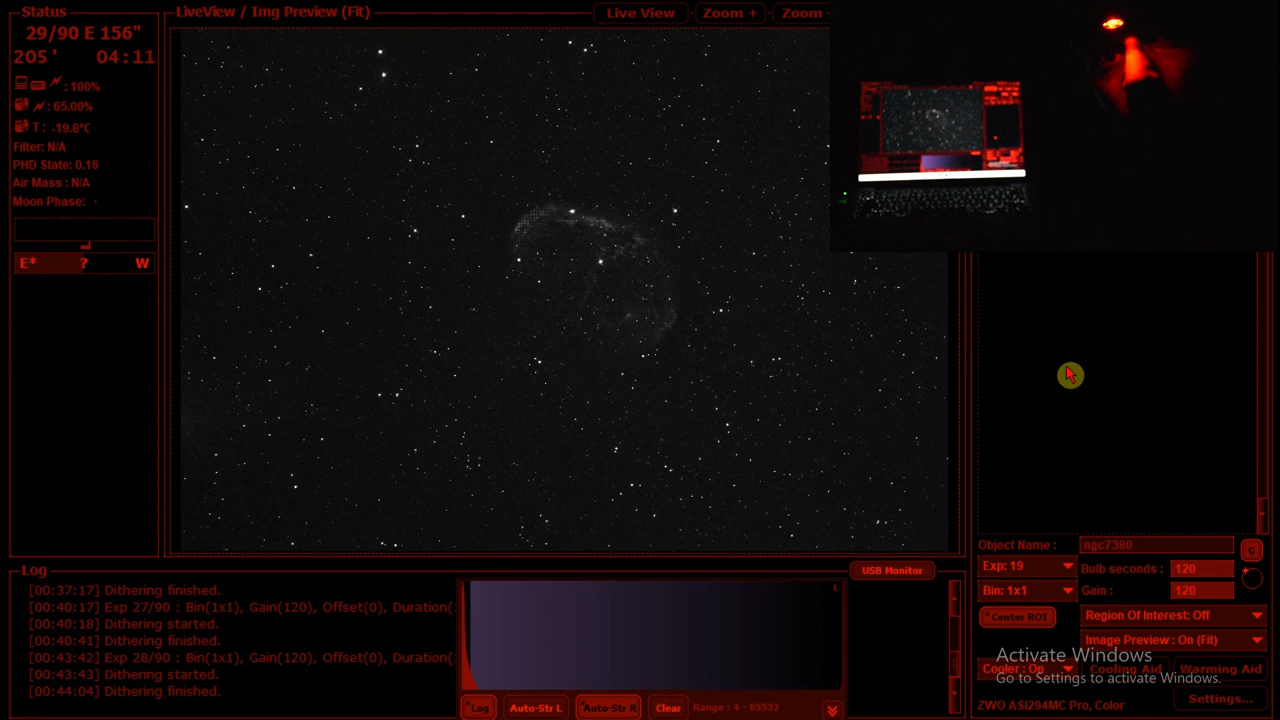 Status
29/90 E 156"
205 ' 04:11
: 100%
: 65.00%
T : -19.8°C
Filter: N/A
PHD State: 0.16
Air Mass : N/A
Moon Phase: -
E* ? W
LiveView / Img Preview (Fit)
Live View Zoom + Zoom
Log
[00:37:17] Dithering finished.
[00:40:17] Exp 27/90 : Bin(1x1), Gain(120), Offset(0), Duration(
[00:40:18] Dithering started.
[00:40:41] Dithering finished.
[00:43:42] Exp 28/90 : Bin(1x1), Gain(120), Offset(0), Duration(
[00:43:43] Dithering started.
[00:44:04] Dithering finished.
USB Monitor
L
Log Auto-Str L Auto-Str R Clear Range : 4 - 65532
Object Name : ngc7380 G
Exp: 19 Bulb seconds : 120
Bin: 1x1 Gain : 120
Center ROI Region Of Interest: Off
Image Preview : On (Fit)
Cooler : On Cooling Aid Warming Aid
Activate Windows
Go to Settings to activate Windows.
ZWO ASI294MC Pro, Color Settings...